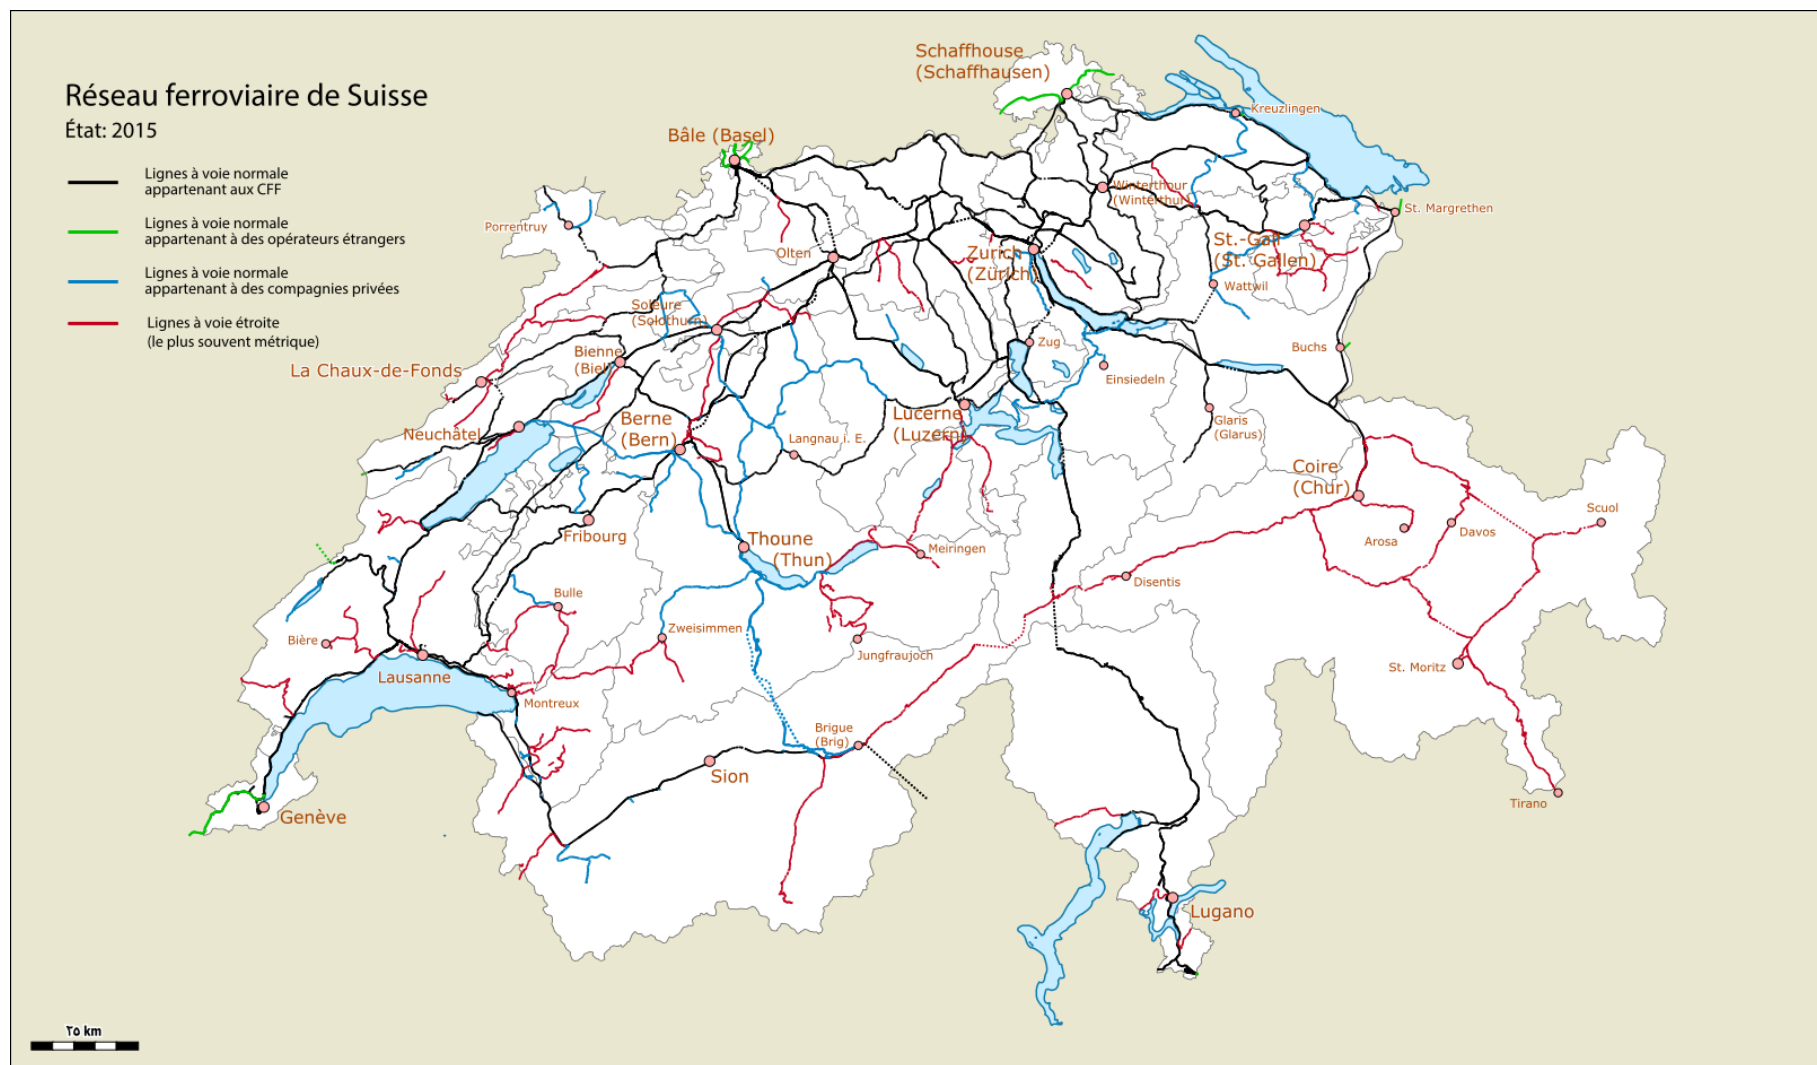 Réseau ferroviaire de Suisse
État: 2015
Lignes à voie normale
appartenant aux CFF
Lignes à voie normale
appartenant à des opérateurs étrangers
Lignes à voie normale
appartenant à des compagnies privées
Lignes à voie étroite
(le plus souvent métrique)
Schaffhouse
(Schaffhausen)
Kreuzlingen
Bâle (Basel)
Winterthour
(Winterthur)
St. Margrethen
Porrentruy
Olten
Zurich
(Zürich)
St.-Gall
(St. Gallen)
Wattwil
Soleure
(Solothurn)
Bienne
(Biel)
Zug
Buchs
La Chaux-de-Fonds
Einsiedeln
Neuchâtel
Berne
(Bern)
Lucerne
(Luzern)
Langnau i. E.
Glaris
(Glarus)
Coire
(Chur)
Scuol
Fribourg
Thoune
(Thun)
Meiringen
Arosa
Davos
Disentis
Bulle
Bière
Zweisimmen
Jungfraujoch
St. Moritz
Lausanne
Montreux
Brigue
(Brig)
Sion
Tirano
Genève
Lugano
٢٥ km